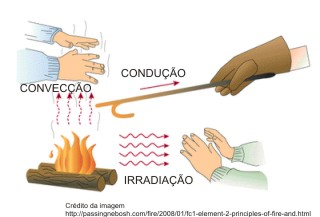 CONDUÇÃO
CONVECÇÃO
IRRADIAÇÃO
Crédito da imagem
http://passingnebosh.com/fire/2008/01/fc1-element-2-principles-of-fire-and.html